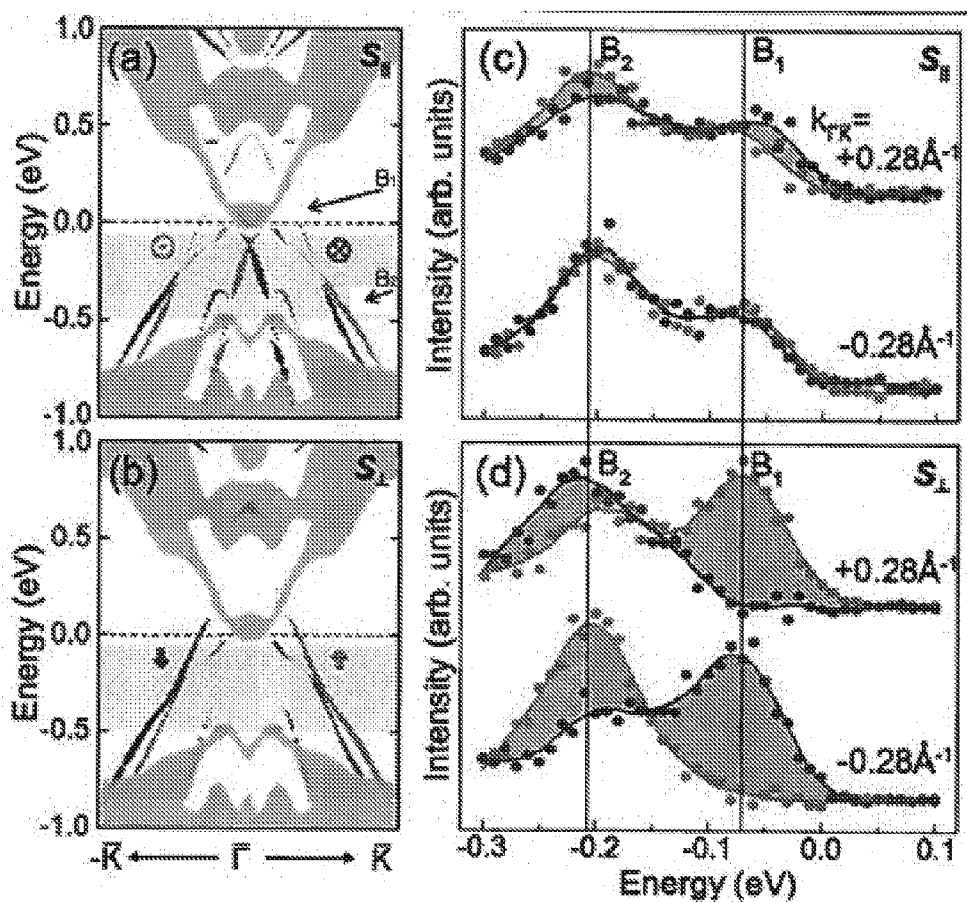 (a) S∥
1.0
0.5
0.0
-0.5
-1.0
Energy (eV)
B₁
(b) S⊥
1.0
0.5
0.0
-0.5
-1.0
Energy (eV)
-K̅ Γ̅ K̅
(c) B₂ B₁ S∥
k_Γ̅K̅ =
+0.28Å⁻¹
-0.28Å⁻¹
Intensity (arb. units)
(d) B₂ B₁ S⊥
+0.28Å⁻¹
-0.28Å⁻¹
Intensity (arb. units)
-0.3 -0.2 -0.1 0.0 0.1
Energy (eV)